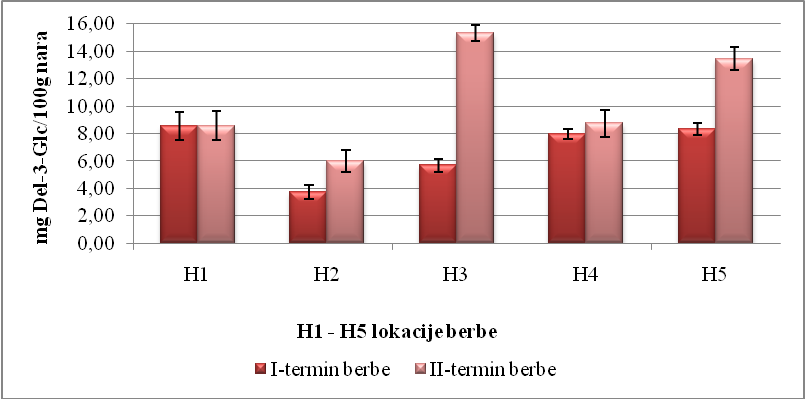 mg Del-3-Glc/100g nara
16,00
14,00
12,00
10,00
8,00
6,00
4,00
2,00
0,00
H1 H2 H3 H4 H5
H1 - H5 lokacije berbe
I-termin berbe II-termin berbe